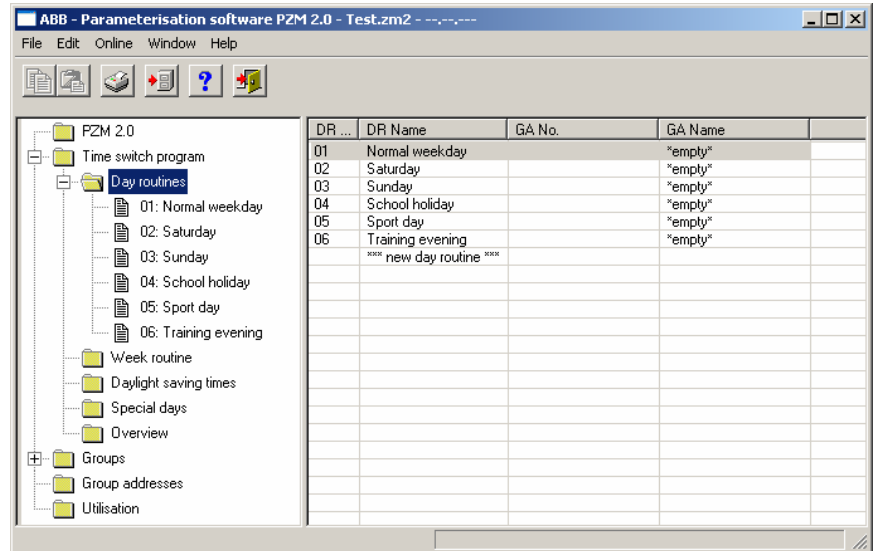 ABB - Parameterisation software PZM 2.0 - Test.zm2 - --.--.---
File Edit Online Window Help
PZM 2.0
Time switch program
Day routines
01: Normal weekday
02: Saturday
03: Sunday
04: School holiday
05: Sport day
06: Training evening
Week routine
Daylight saving times
Special days
Overview
Groups
Group addresses
Utilisation
DR ... DR Name GA No. GA Name
01 Normal weekday *empty*
02 Saturday *empty*
03 Sunday *empty*
04 School holiday *empty*
05 Sport day *empty*
06 Training evening *empty*
*** new day routine ***